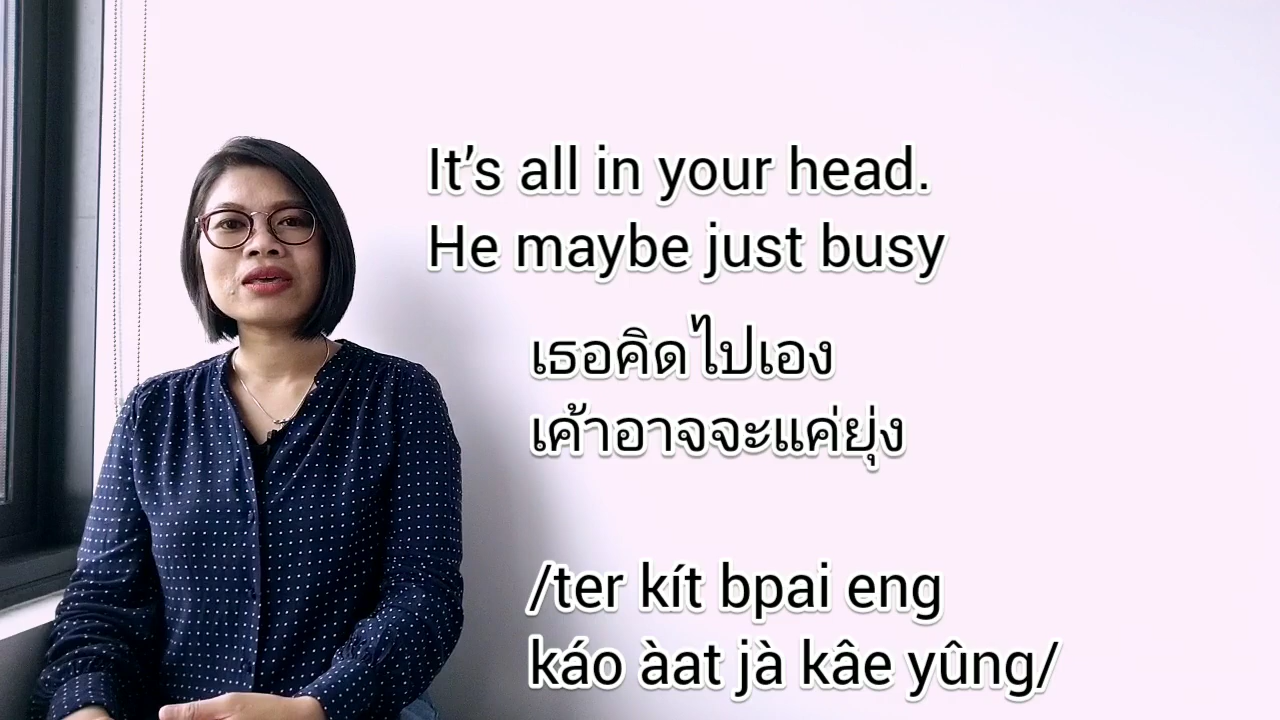 It's all in your head.
He maybe just busy
เธอคิดไปเอง
เค้าอาจจะแค่ยุ่ง
/ter kít bpai eng
káo àat jà kâe yûng/